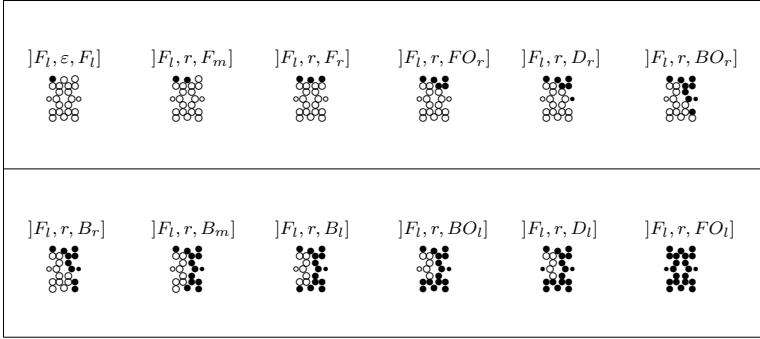 ]F_l, ε, F_l] ]F_l, r, F_m] ]F_l, r, F_r] ]F_l, r, FO_r] ]F_l, r, D_r] ]F_l, r, BO_r]
]F_l, r, B_r] ]F_l, r, B_m] ]F_l, r, B_l] ]F_l, r, BO_l] ]F_l, r, D_l] ]F_l, r, FO_l]